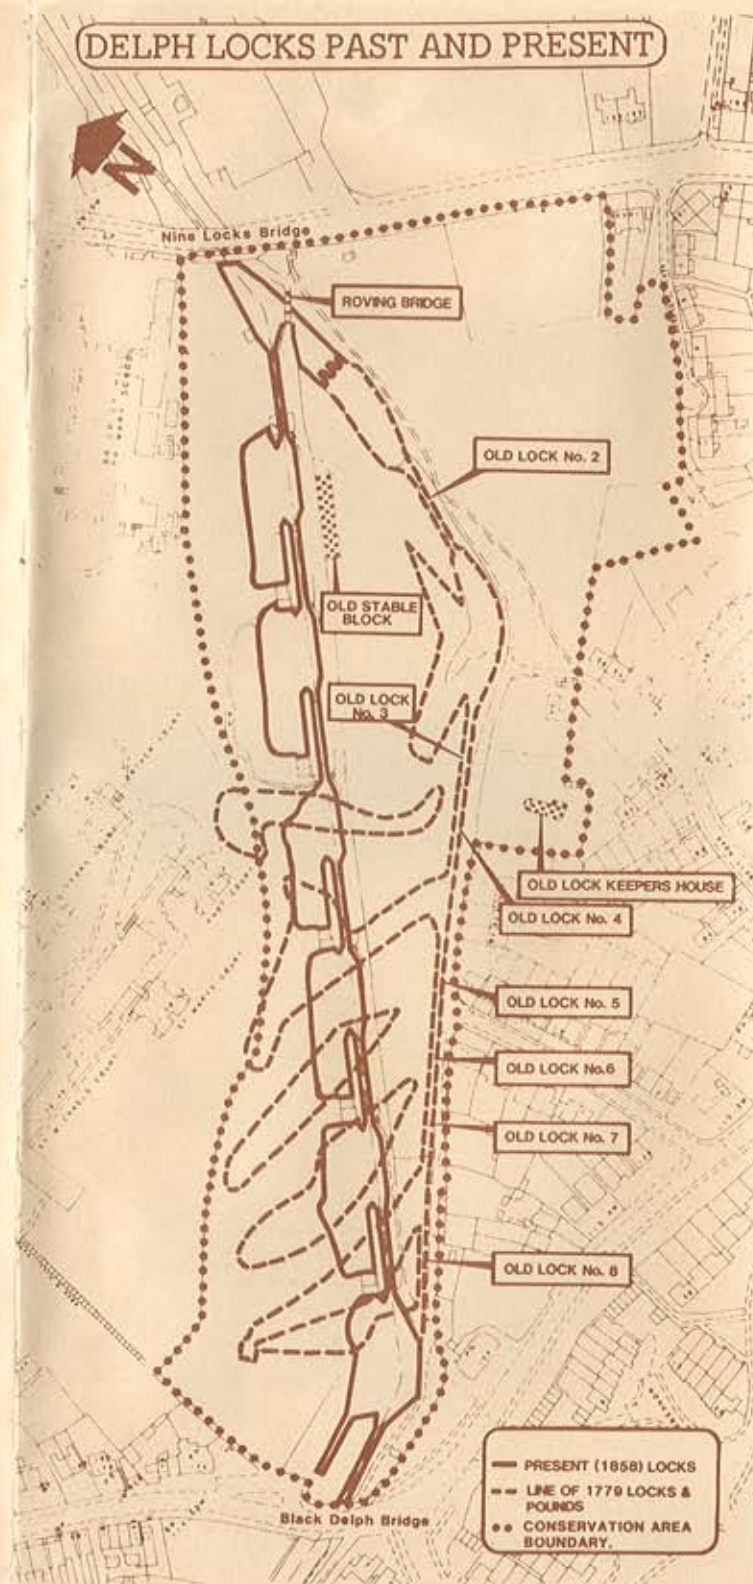 DELPH LOCKS PAST AND PRESENT
N
Nine Locks Bridge
ROVING BRIDGE
OLD LOCK No. 2
OLD STABLE
BLOCK
OLD LOCK
No. 3
OLD LOCK KEEPERS HOUSE
OLD LOCK No. 4
OLD LOCK No. 5
OLD LOCK No.6
OLD LOCK No. 7
OLD LOCK No. 8
Black Delph Bridge
PRESENT (1858) LOCKS
LINE OF 1779 LOCKS &
POUNDS
CONSERVATION AREA
BOUNDARY.